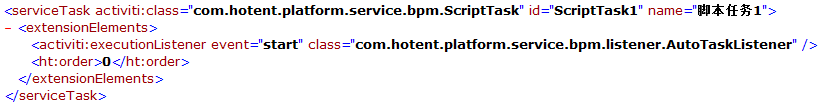 <serviceTask activiti:class="com.hotent.platform.service.bpm.ScriptTask" id="ScriptTask1" name="脚本任务1">
- <extensionElements>
<activiti:executionListener event="start" class="com.hotent.platform.service.bpm.listener.AutoTaskListener" />
<ht:order>0</ht:order>
</extensionElements>
</serviceTask>